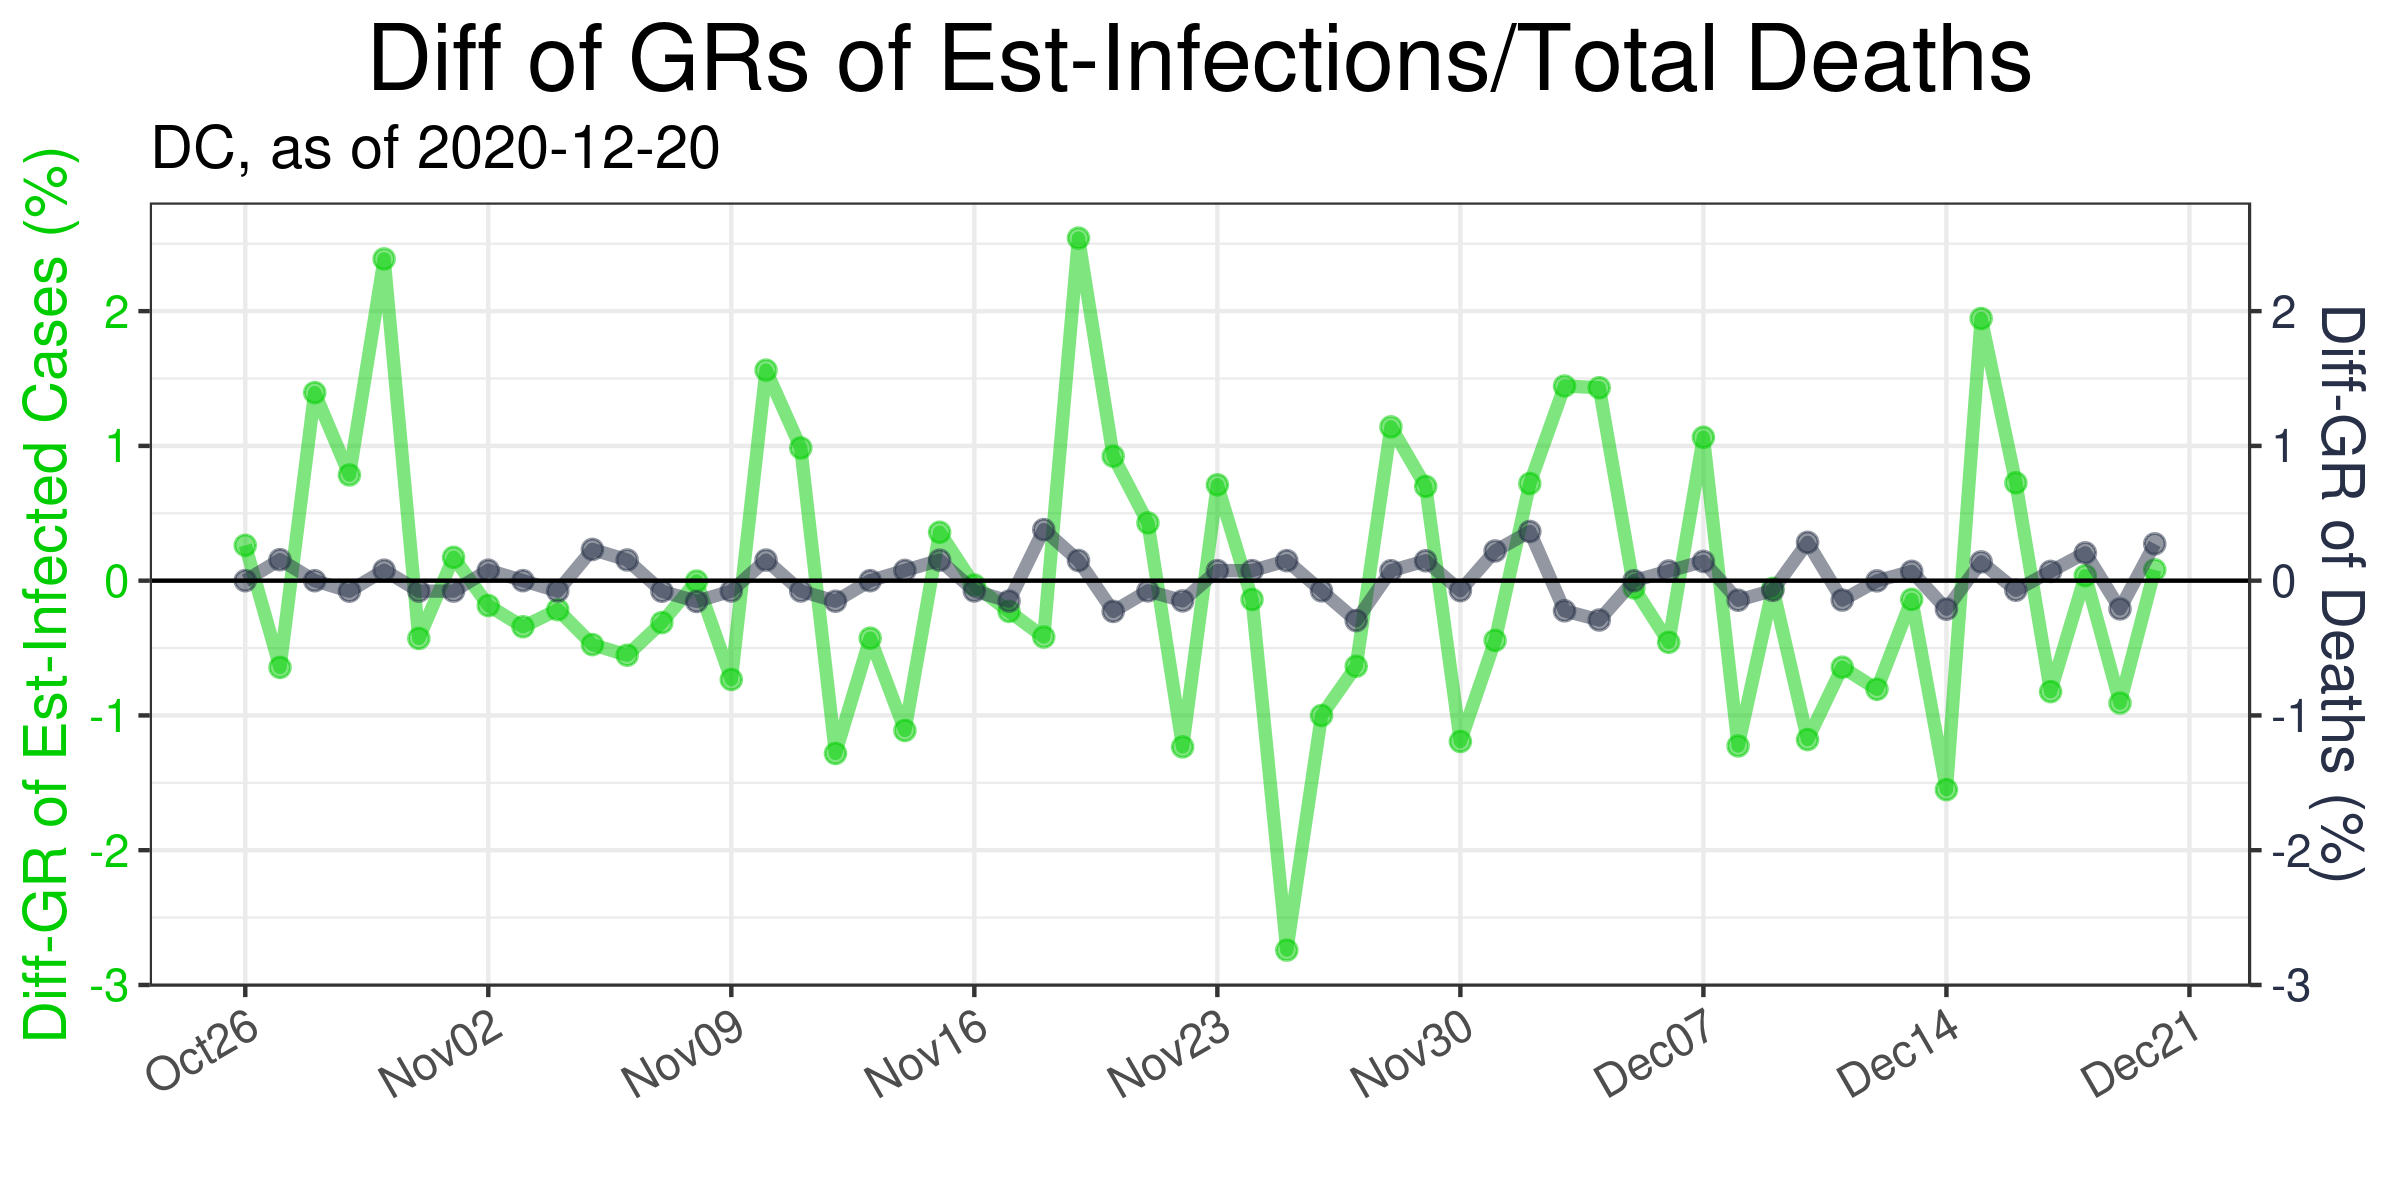 Diff of GRs of Est-Infections/Total Deaths
DC, as of 2020-12-20
Diff-GR of Est-Infected Cases (%)
2
1
0
-1
-2
-3
2
1
0
-1
-2
-3
Diff-GR of Deaths (%)
Oct26
Nov02
Nov09
Nov16
Nov23
Nov30
Dec07
Dec14
Dec21